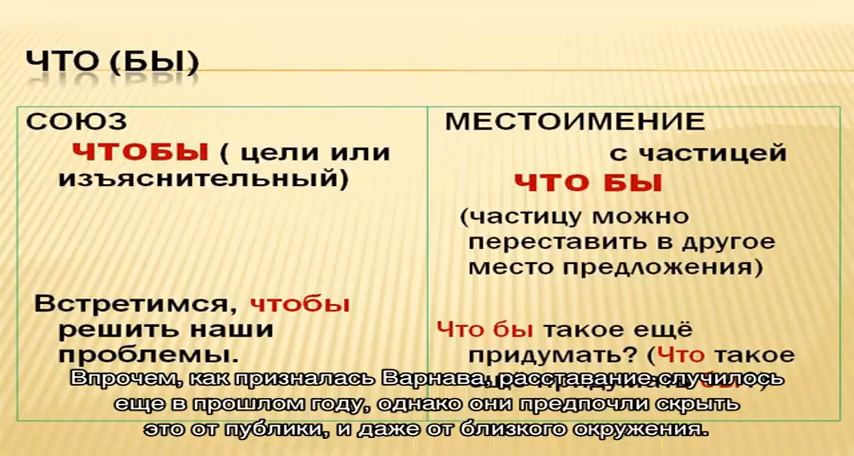 ЧТО (БЫ)
СОЮЗ
ЧТОБЫ ( цели или
изъяснительный)
Встретимся, чтобы
решить наши
проблемы.
МЕСТОИМЕНИЕ
с частицей
ЧТО БЫ
(частицу можно
переставить в другое
место предложения)
Что бы такое ещё
придумать? (Что такое
Впрочем, как призналась Варнава, расставание случилось
еще в прошлом году, однако они предпочли скрыть
это от публики, и даже от близкого окружения.